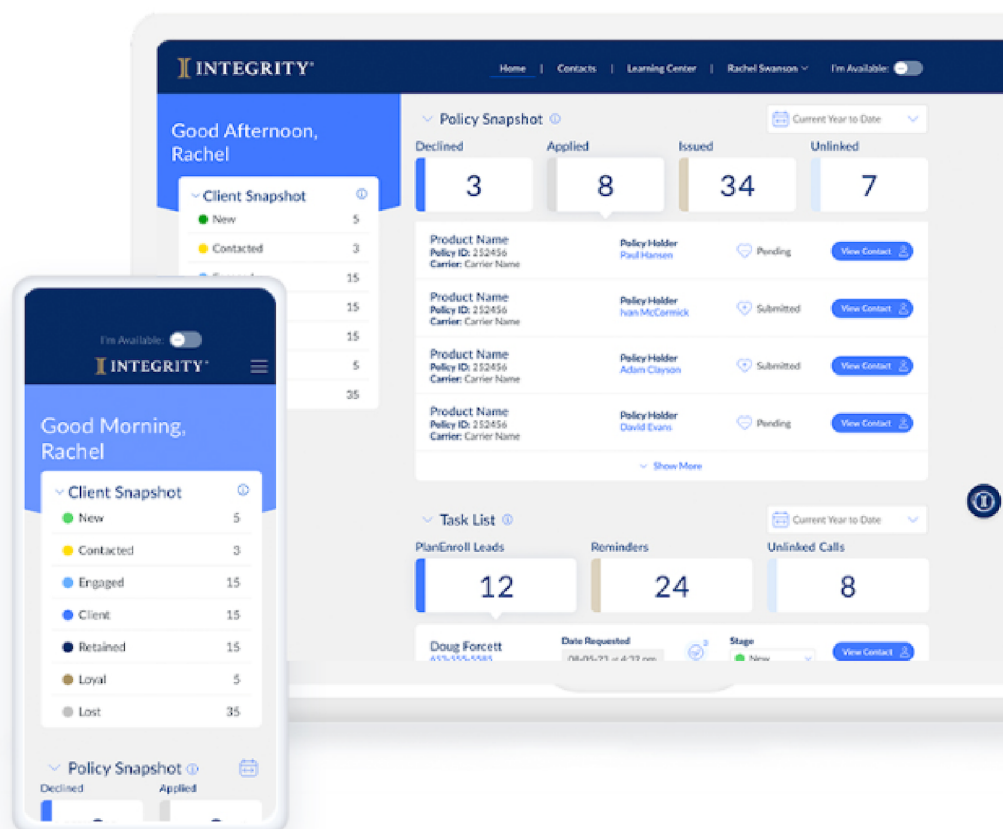 INTEGRITY
Home | Contacts | Learning Center | Rachel Swanson I'm Available:
Good Afternoon,
Rachel
Client Snapshot
New 5
Contacted 3
15
15
15
5
35
Policy Snapshot
Current Year to Date
Declined Applied Issued Unlinked
3 8 34 7
Product Name
Policy ID: 252456
Carrier: Carrier Name
Policy Holder
Paul Hansen
Pending
View Contact
Product Name
Policy ID: 252456
Carrier: Carrier Name
Policy Holder
Ivan McCormick
Submitted
View Contact
Product Name
Policy ID: 252456
Carrier: Carrier Name
Policy Holder
Adam Clayson
Submitted
View Contact
Product Name
Policy ID: 252456
Carrier: Carrier Name
Policy Holder
David Evans
Pending
View Contact
Show More
Task List
Current Year to Date
PlanEnroll Leads Reminders Unlinked Calls
12 24 8
Doug Forcett
Date Requested
Stage
New
View Contact
I'm Available:
INTEGRITY
Good Morning,
Rachel
Client Snapshot
New 5
Contacted 3
Engaged 15
Client 15
Retained 15
Loyal 5
Lost 35
Policy Snapshot
Declined Applied